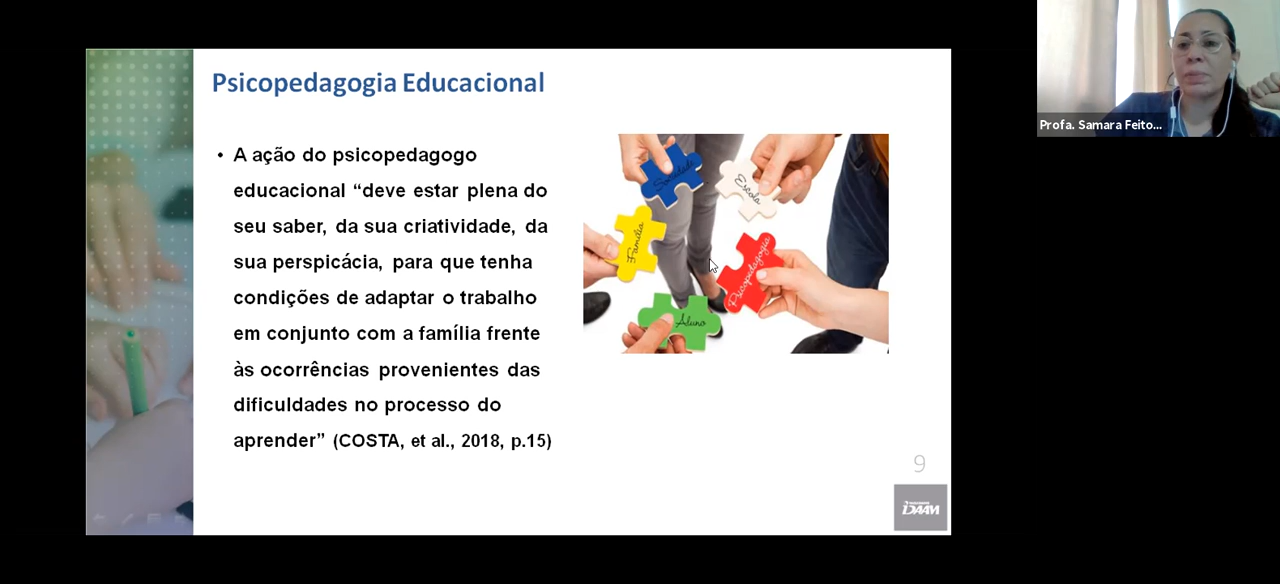 Psicopedagogia Educacional
• A ação do psicopedagogo
educacional “deve estar plena do
seu saber, da sua criatividade, da
sua perspicácia, para que tenha
condições de adaptar o trabalho
em conjunto com a família frente
às ocorrências provenientes das
dificuldades no processo do
aprender” (COSTA, et al., 2018, p.15)
Sociedade
Escola
Família
Psicopedagogia
Aluno
9
IDAAM
Profa. Samara Feito...